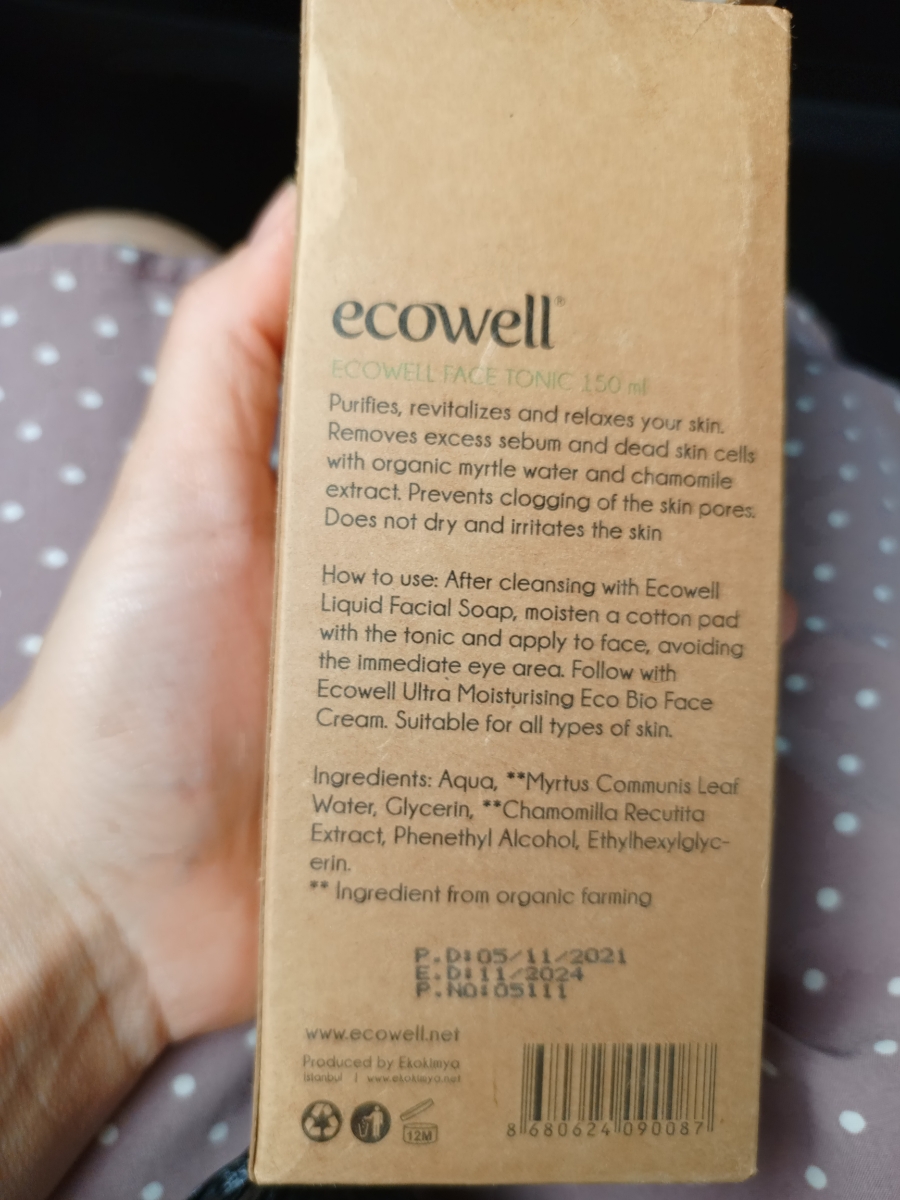 ecowell®
ECOWELL FACE TONIC 150 ml
Purifies, revitalizes and relaxes your skin.
Removes excess sebum and dead skin cells
with organic myrtle water and chamomile
extract. Prevents clogging of the skin pores.
Does not dry and irritates the skin
How to use: After cleansing with Ecowell
Liquid Facial Soap, moisten a cotton pad
with the tonic and apply to face, avoiding
the immediate eye area. Follow with
Ecowell Ultra Moisturising Eco Bio Face
Cream. Suitable for all types of skin.
Ingredients: Aqua, **Myrtus Communis Leaf
Water, Glycerin, **Chamomilla Recutita
Extract, Phenethyl Alcohol, Ethylhexylglyc-
erin.
** Ingredient from organic farming
P.D:05/11/2021
E.D:11/2024
P.NO:05111
www.ecowell.net
Produced by Ekokimya
İstanbul | www.ekokimya.net
12M
8 680624 090087